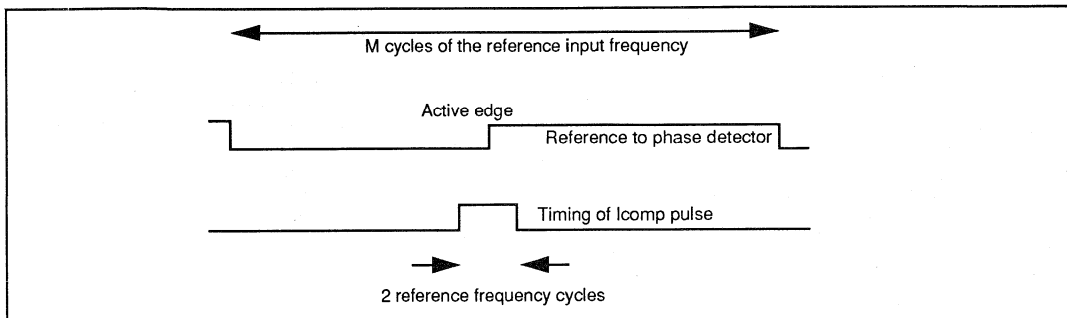 M cycles of the reference input frequency
Active edge
Reference to phase detector
Timing of Icomp pulse
2 reference frequency cycles